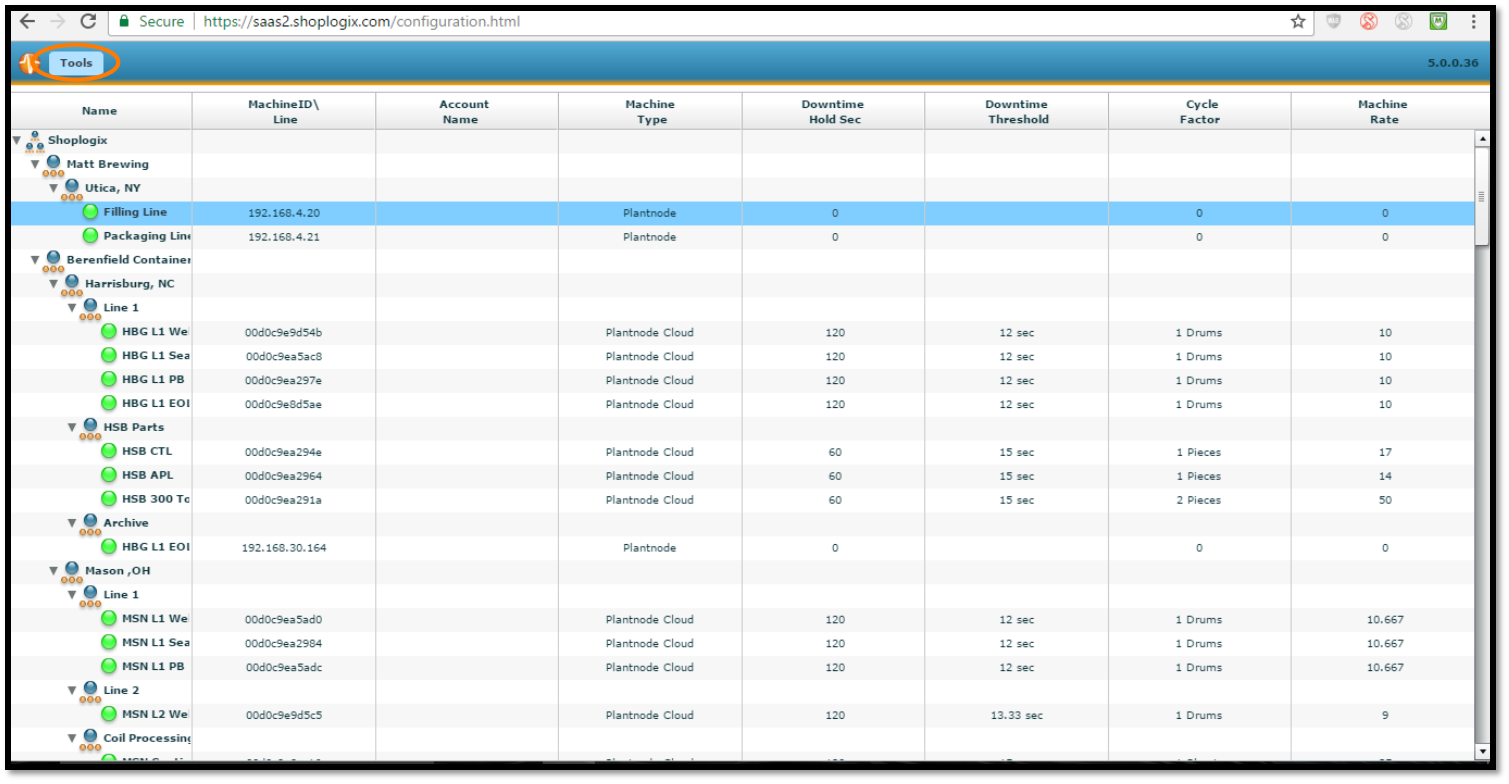 Secure https://saas2.shoplogix.com/configuration.html
Tools 5.0.0.36
Name MachineID\ Line Account Name Machine Type Downtime Hold Sec Downtime Threshold Cycle Factor Machine Rate
Shoplogix
Matt Brewing
Utica, NY
Filling Line 192.168.4.20 Plantnode 0 0 0
Packaging Line 192.168.4.21 Plantnode 0 0 0
Berenfield Container
Harrisburg, NC
Line 1
HBG L1 We 00d0c9e9d54b Plantnode Cloud 120 12 sec 1 Drums 10
HBG L1 Sea 00d0c9ea5ac8 Plantnode Cloud 120 12 sec 1 Drums 10
HBG L1 PB 00d0c9ea297e Plantnode Cloud 120 12 sec 1 Drums 10
HBG L1 EOL 00d0c9e8d5ae Plantnode Cloud 120 12 sec 1 Drums 10
HSB Parts
HSB CTL 00d0c9ea294e Plantnode Cloud 60 15 sec 1 Pieces 17
HSB APL 00d0c9ea2964 Plantnode Cloud 60 15 sec 1 Pieces 14
HSB 300 To 00d0c9ea291a Plantnode Cloud 60 15 sec 2 Pieces 50
Archive
HBG L1 EOL 192.168.30.164 Plantnode 0 0 0
Mason ,OH
Line 1
MSN L1 We 00d0c9ea5ad0 Plantnode Cloud 120 12 sec 1 Drums 10.667
MSN L1 Sea 00d0c9ea2984 Plantnode Cloud 120 12 sec 1 Drums 10.667
MSN L1 PB 00d0c9ea5adc Plantnode Cloud 120 12 sec 1 Drums 10.667
Line 2
MSN L2 We 00d0c9e9d5c5 Plantnode Cloud 120 13.33 sec 1 Drums 9
Coil Processing